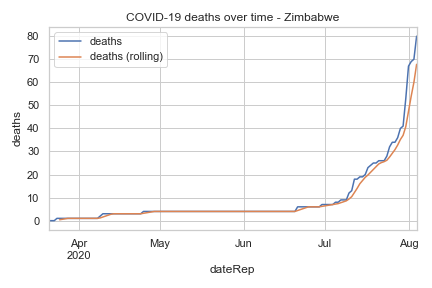 COVID-19 deaths over time - Zimbabwe
deaths
deaths (rolling)
deaths
80
70
60
50
40
30
20
10
0
Apr
2020
May
Jun
Jul
Aug
dateRep